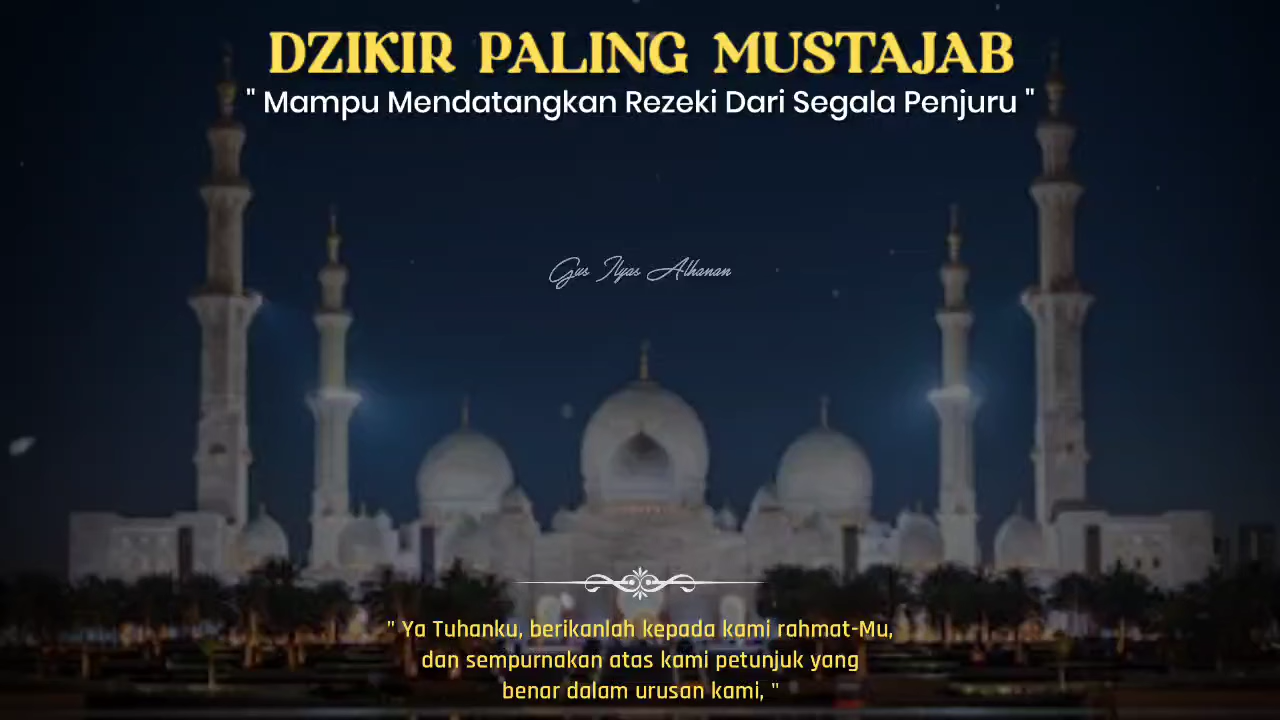 DZIKIR PALING MUSTAJAB
" Mampu Mendatangkan Rezeki Dari Segala Penjuru "
Gus Ilyas Alhanan
" Ya Tuhanku, berikanlah kepada kami rahmat-Mu,
dan sempurnakan atas kami petunjuk yang
benar dalam urusan kami, "